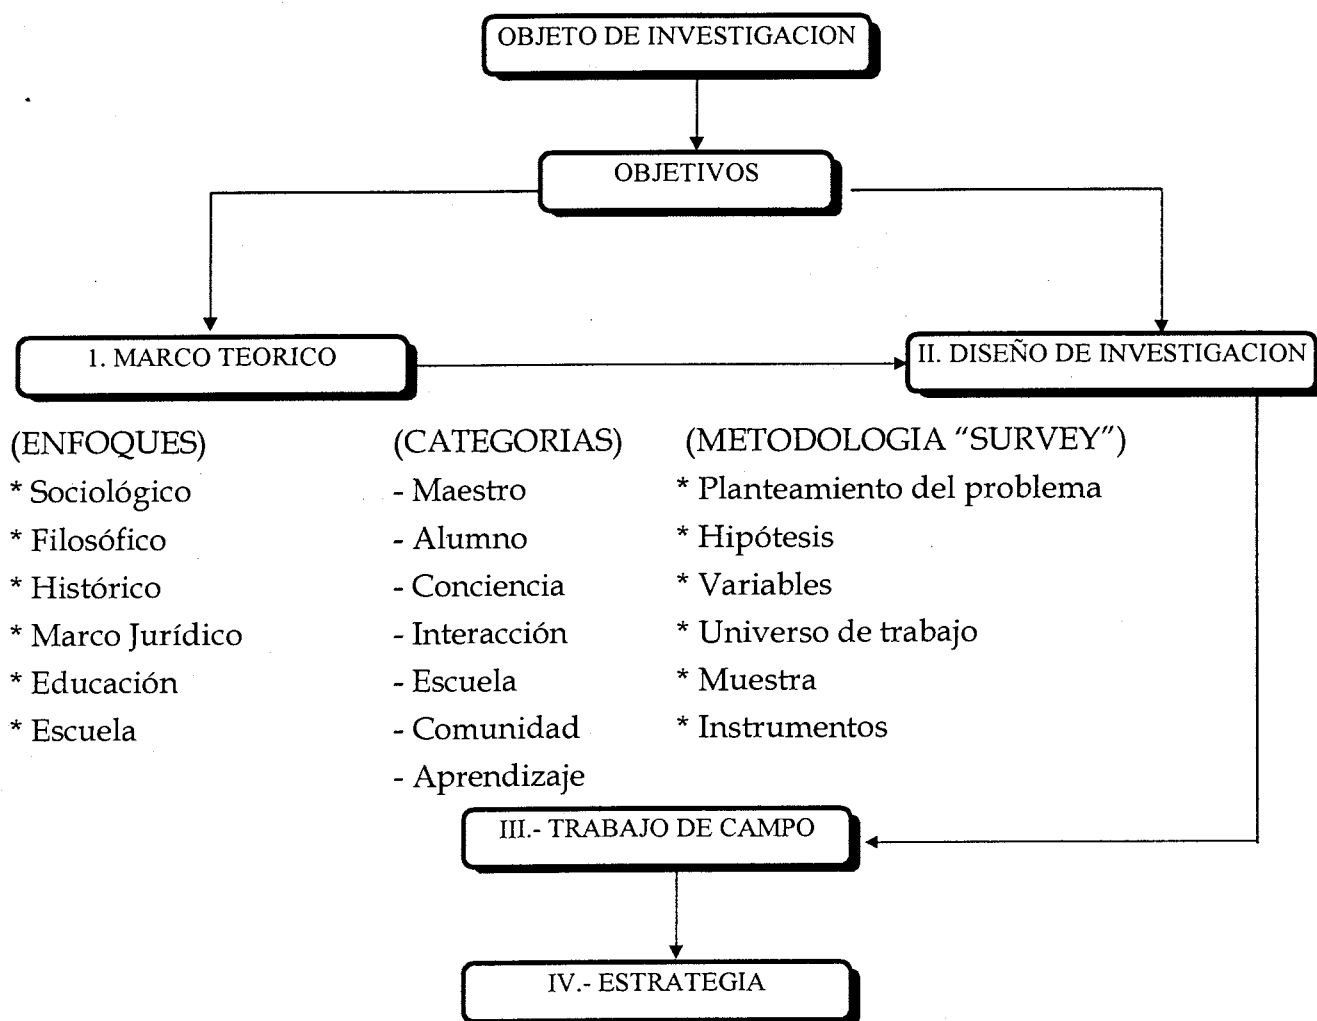 OBJETO DE INVESTIGACION
OBJETIVOS
1. MARCO TEORICO
II. DISEÑO DE INVESTIGACION
(ENFOQUES)
* Sociológico
* Filosófico
* Histórico
* Marco Jurídico
* Educación
* Escuela
(CATEGORIAS)
- Maestro
- Alumno
- Conciencia
- Interacción
- Escuela
- Comunidad
- Aprendizaje
(METODOLOGIA “SURVEY”)
* Planteamiento del problema
* Hipótesis
* Variables
* Universo de trabajo
* Muestra
* Instrumentos
III.- TRABAJO DE CAMPO
IV.- ESTRATEGIA